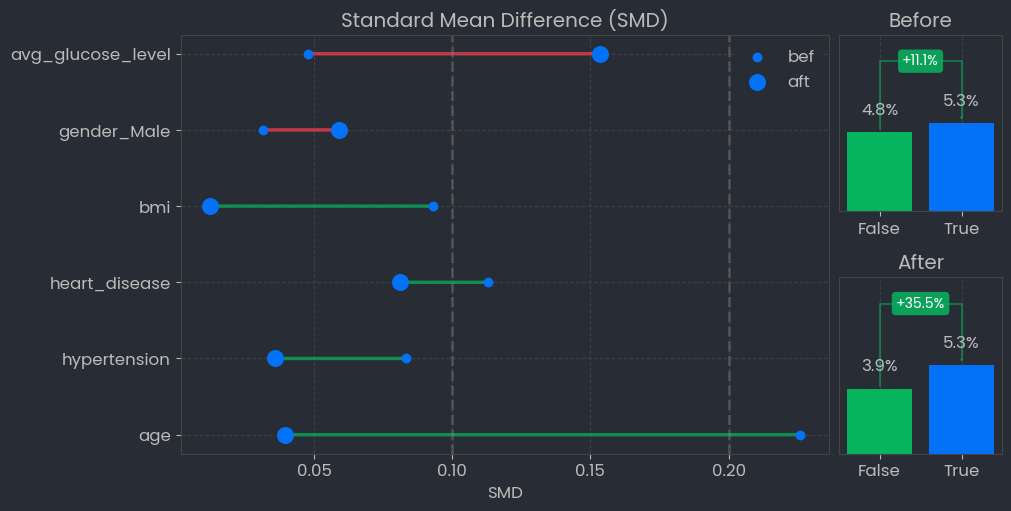 Standard Mean Difference (SMD)
avg_glucose_level
gender_Male
bmi
heart_disease
hypertension
age
bef
aft
0.05
0.10
0.15
0.20
SMD
Before
+11.1%
4.8%
5.3%
False
True
After
+35.5%
3.9%
5.3%
False
True